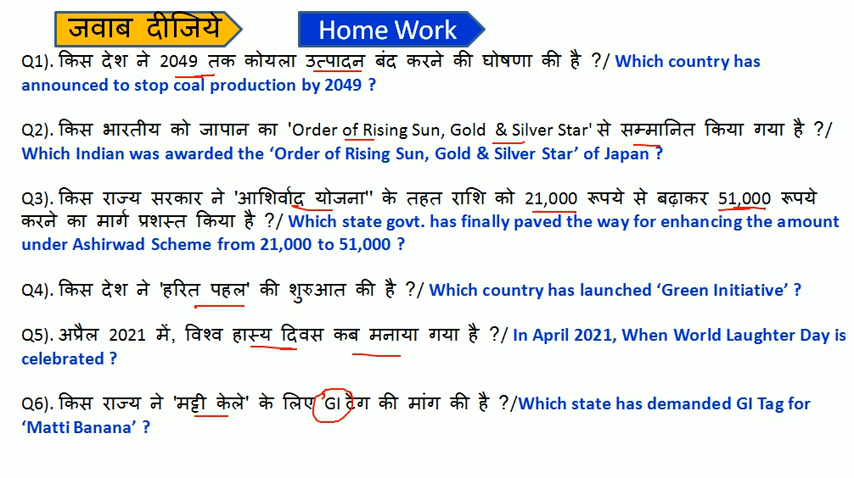 जवाब दीजिये
Home Work
Q1). किस देश ने 2049 तक कोयला उत्पादन बंद करने की घोषणा की है ?/ Which country has
announced to stop coal production by 2049 ?
Q2). किस भारतीय को जापान का 'Order of Rising Sun, Gold & Silver Star' से सम्मानित किया गया है ?/
Which Indian was awarded the ‘Order of Rising Sun, Gold & Silver Star’ of Japan ?
Q3). किस राज्य सरकार ने 'आशिर्वाद योजना" के तहत राशि को 21,000 रूपये से बढ़ाकर 51,000 रूपये
करने का मार्ग प्रशस्त किया है ?/ Which state govt. has finally paved the way for enhancing the amount
under Ashirwad Scheme from 21,000 to 51,000 ?
Q4). किस देश ने 'हरित पहल' की शुरुआत की है ?/ Which country has launched ‘Green Initiative’ ?
Q5). अप्रैल 2021 में, विश्व हास्य दिवस कब मनाया गया है ?/ In April 2021, When World Laughter Day is
celebrated ?
Q6). किस राज्य ने 'मट्टी केले' के लिए 'GI टैग की मांग की है ?/Which state has demanded GI Tag for
‘Matti Banana’ ?